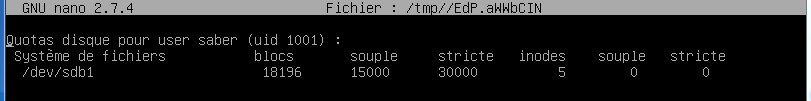 GNU nano 2.7.4 Fichier : /tmp//EdP.aWWbCIN
Quotas disque pour user saber (uid 1001) :
Système de fichiers blocs souple stricte inodes souple stricte
/dev/sdb1 18196 15000 30000 5 0 0